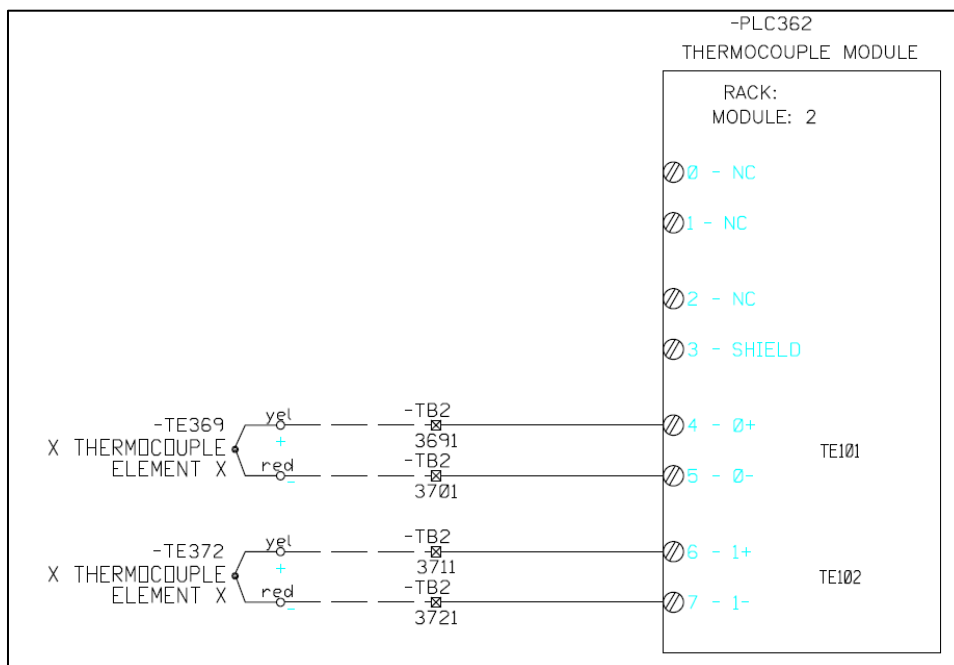 -PLC362
THERMOCOUPLE MODULE
RACK:
MODULE: 2
0 - NC
1 - NC
2 - NC
3 - SHIELD
-TE369
X THERMOCOUPLE
ELEMENT X
yel
+
red
-
-TB2
3691
-TB2
3701
4 - 0+
5 - 0-
TE101
-TE372
X THERMOCOUPLE
ELEMENT X
yel
+
red
-
-TB2
3711
-TB2
3721
6 - 1+
7 - 1-
TE102